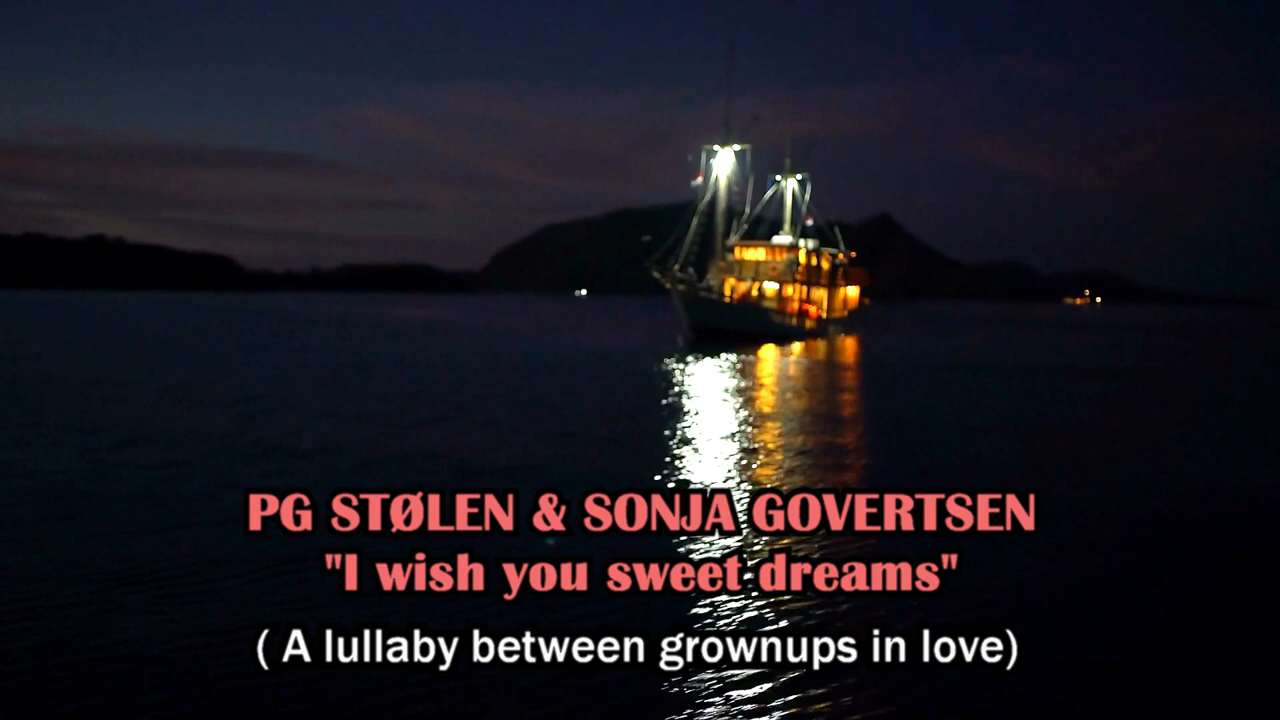 PG STØLEN & SONJA GOVERTSEN
"I wish you sweet dreams"
( A lullaby between grownups in love)